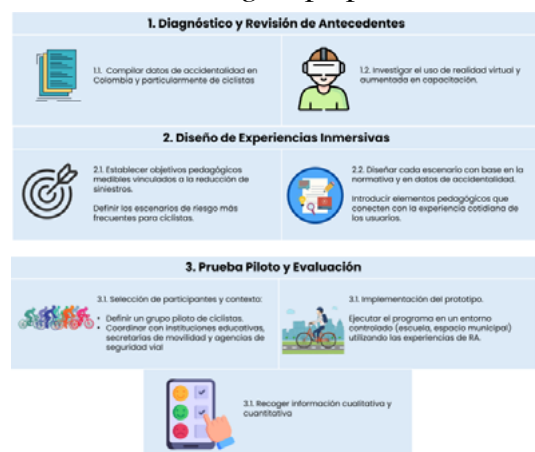 1. Diagnóstico y Revisión de Antecedentes
1.1. Compilar datos de accidentalidad en
Colombia y particularmente de ciclistas
1.2. Investigar el uso de realidad virtual y
aumentada en capacitación.
2. Diseño de Experiencias Inmersivas
2.1. Establecer objetivos pedagógicos
medibles vinculados a la reducción de
siniestros.
Definir los escenarios de riesgo más
frecuentes para ciclistas.
2.2. Diseñar cada escenario con base en la
normativa y en datos de accidentalidad.
Introducir elementos pedagógicos que
conecten con la experiencia cotidiana de
los usuarios.
3. Prueba Piloto y Evaluación
3.1. Selección de participantes y contexto:
• Definir un grupo piloto de ciclistas.
• Coordinar con instituciones educativas,
secretarías de movilidad y agencias de
seguridad vial
3.1. Implementación del prototipo.
Ejecutar el programa en un entorno
controlado (escuela, espacio municipal)
utilizando las experiencias de RA.
3.1. Recoger información cualitativa y
cuantitativa